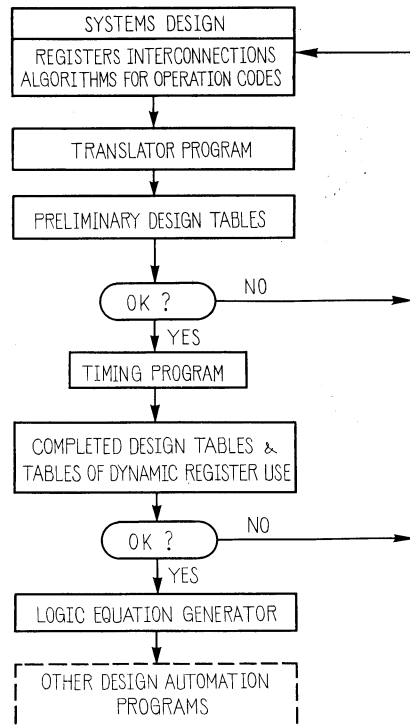 SYSTEMS DESIGN
REGISTERS INTERCONNECTIONS
ALGORITHMS FOR OPERATION CODES
TRANSLATOR PROGRAM
PRELIMINARY DESIGN TABLES
OK ?
NO
YES
TIMING PROGRAM
COMPLETED DESIGN TABLES &
TABLES OF DYNAMIC REGISTER USE
OK ?
NO
YES
LOGIC EQUATION GENERATOR
OTHER DESIGN AUTOMATION
PROGRAMS